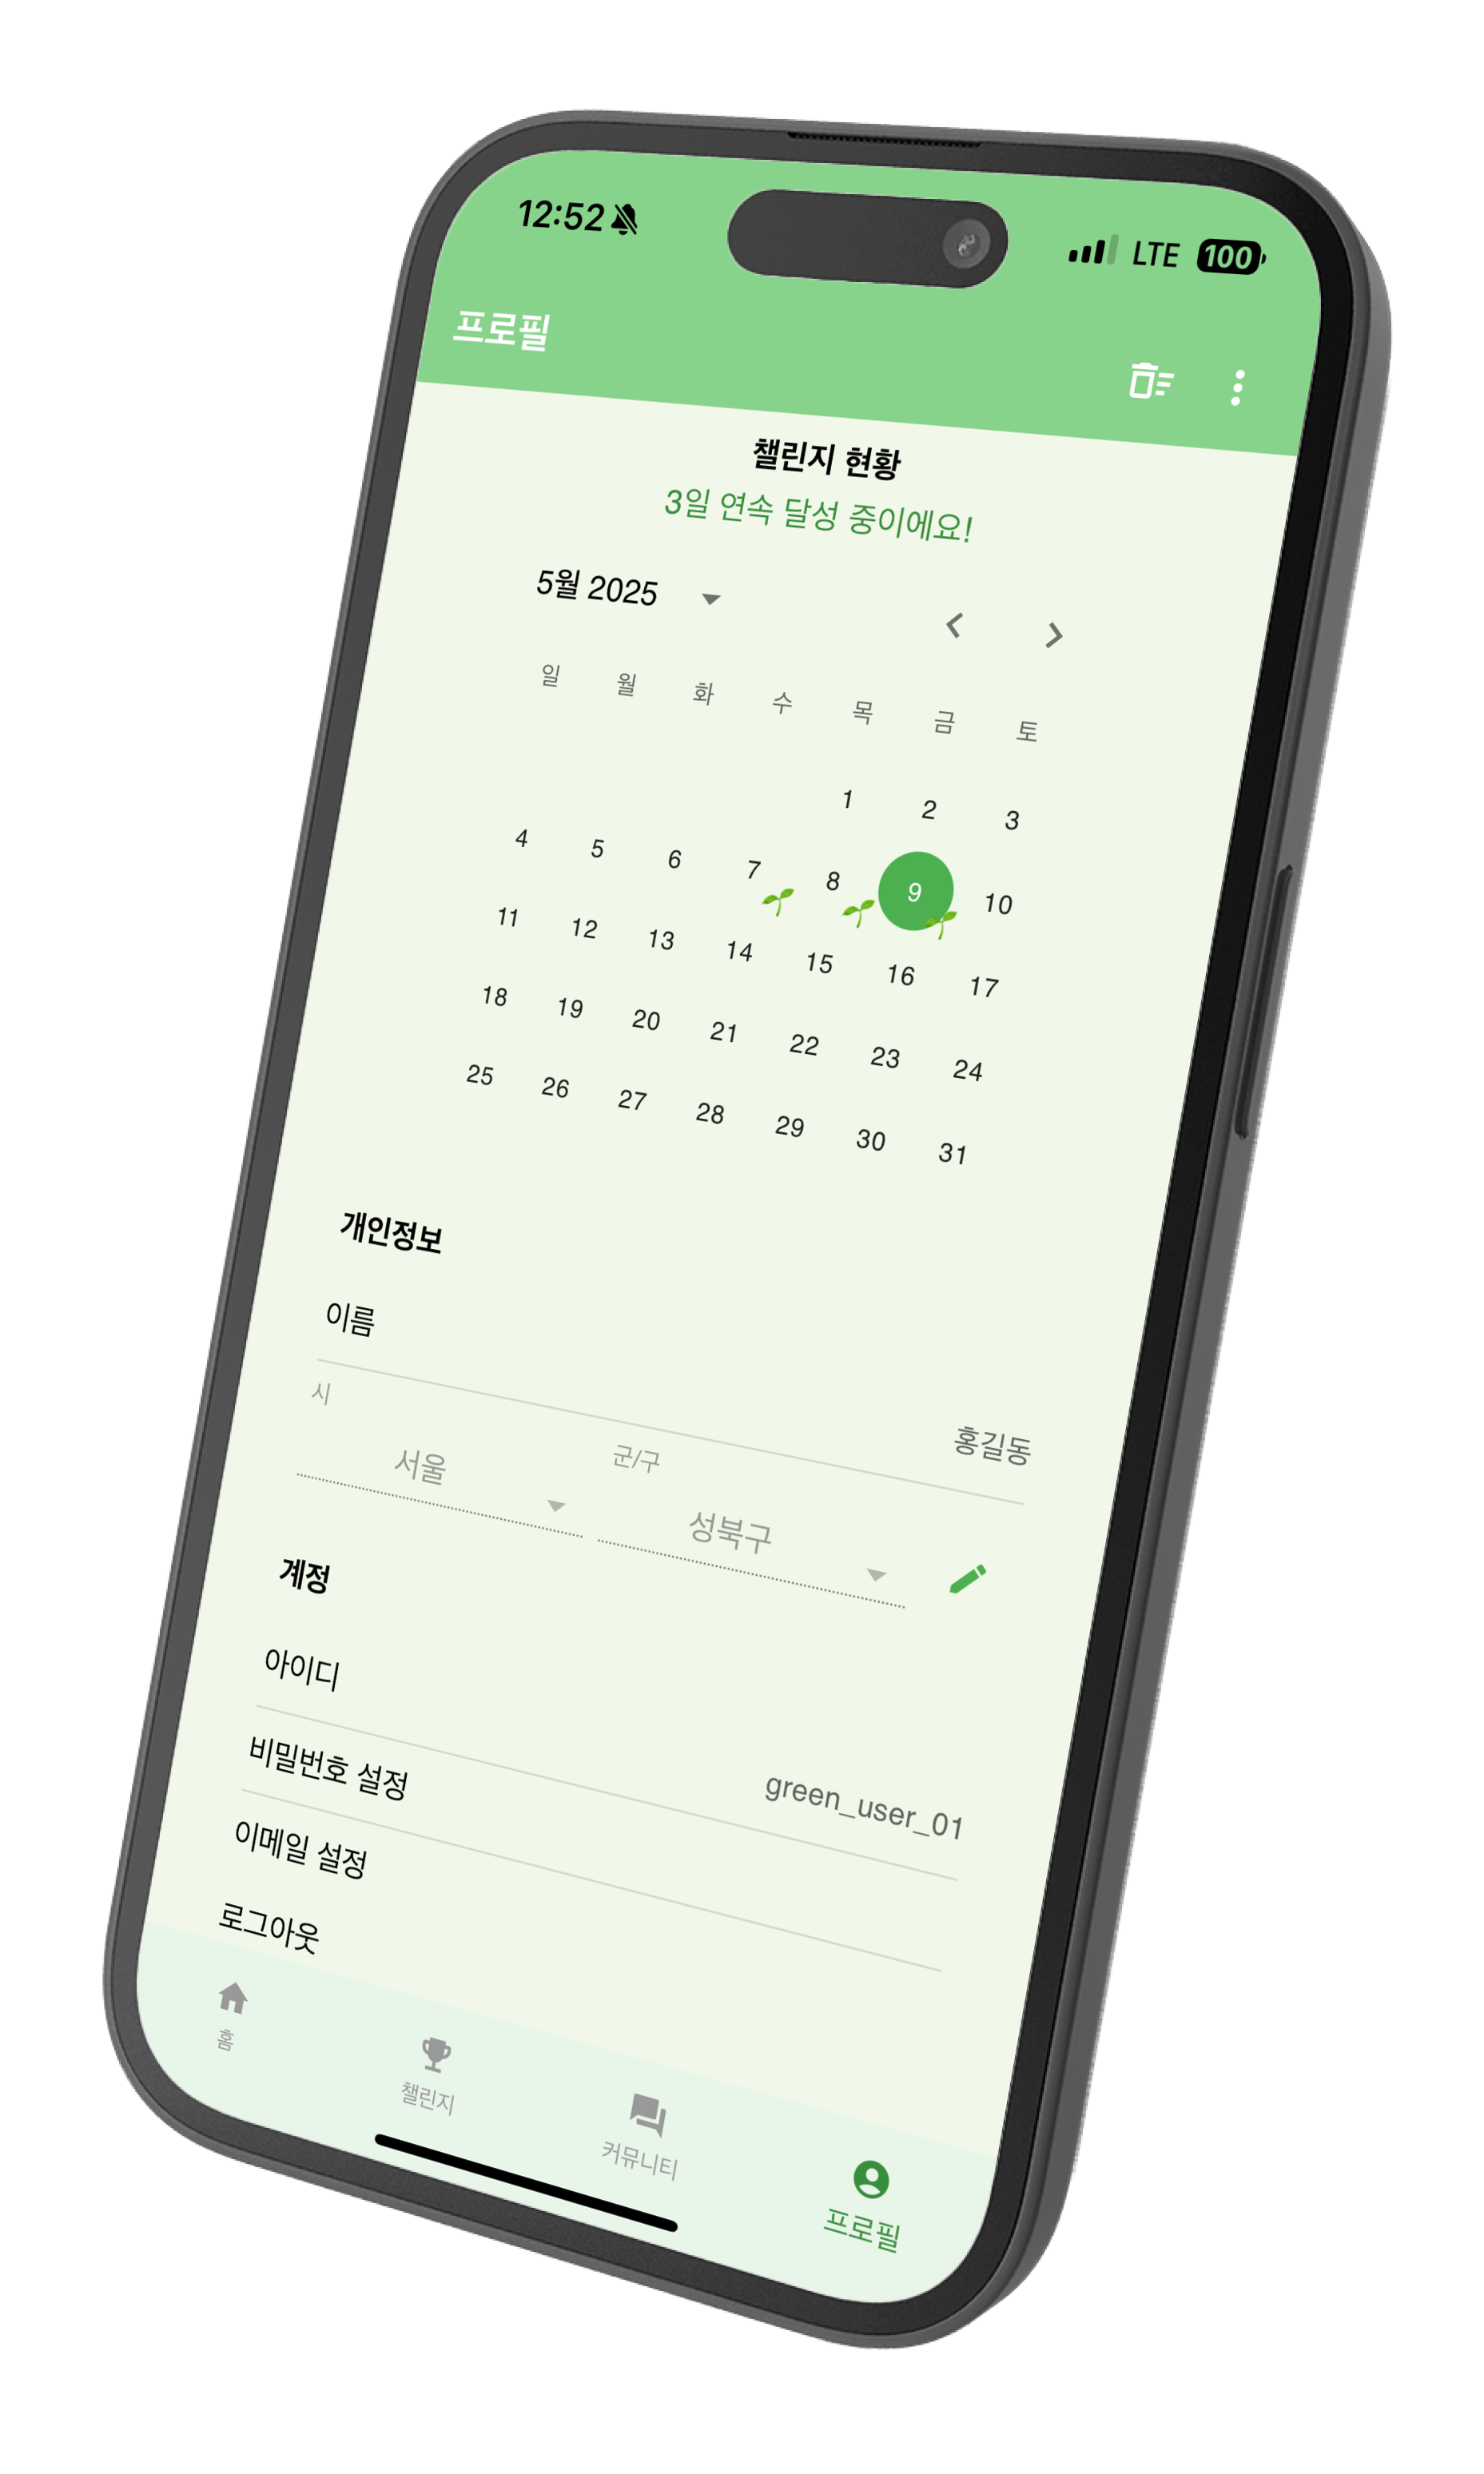 12:52 LTE 100
프로필
챌린지 현황
3일 연속 달성 중이에요!
5월 2025
일 월 화 수 목 금 토
1 2 3
4 5 6 7 8 9 10
11 12 13 14 15 16 17
18 19 20 21 22 23 24
25 26 27 28 29 30 31
개인정보
이름 홍길동
시 군/구
서울 성북구
계정
아이디 green_user_01
비밀번호 설정
이메일 설정
로그아웃
홈 챌린지 커뮤니티 프로필